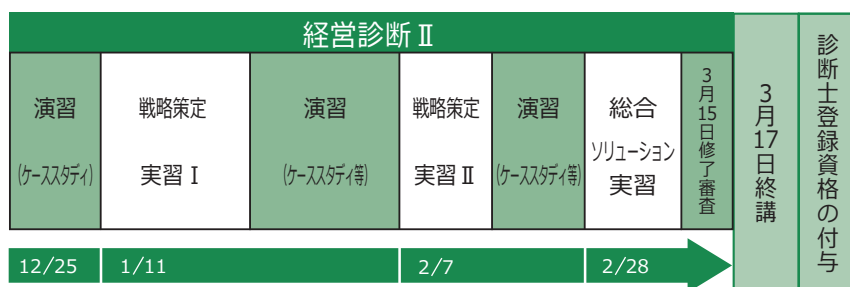 経営診断Ⅱ
演習
(ケーススタディ)
戦略策定
実習Ⅰ
演習
(ケーススタディ等)
戦略策定
実習Ⅱ
演習
(ケーススタディ等)
総合
ソリューション
実習
3月15日修了審査
3月17日終講
診断士登録資格の付与
12/25
1/11
2/7
2/28